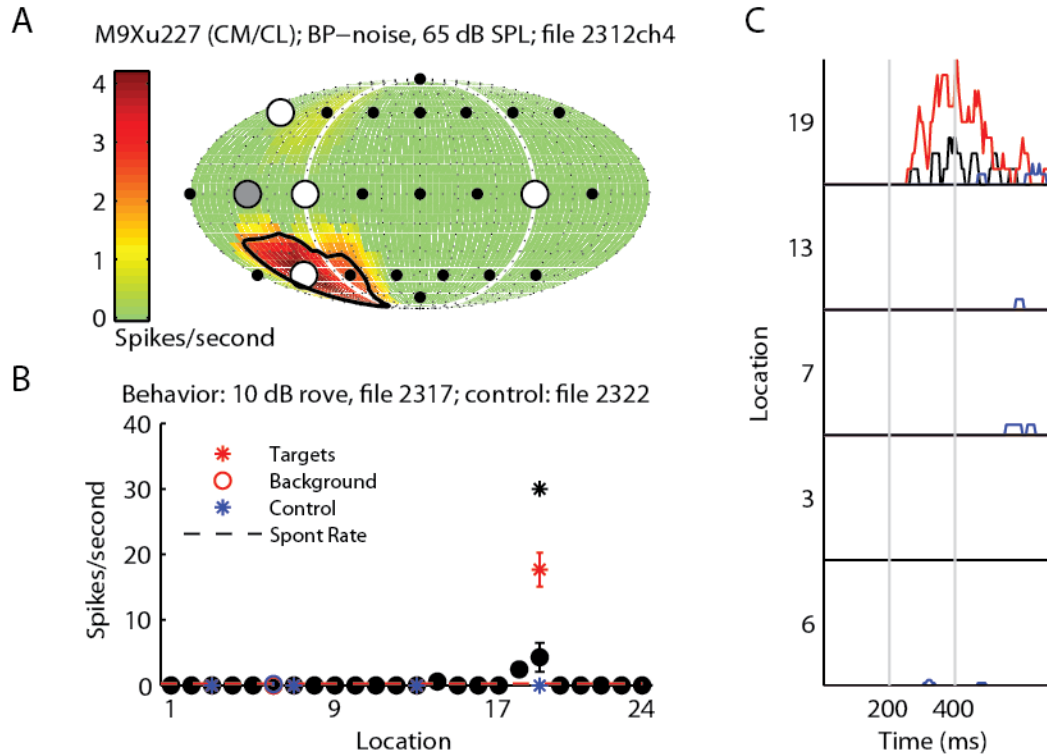 A
M9Xu227 (CM/CL); BP−noise, 65 dB SPL; file 2312ch4
4
3
2
1
0
Spikes/second
B
Behavior: 10 dB rove, file 2317; control: file 2322
40
30
20
10
0
Spikes/second
Targets
Background
Control
Spont Rate
1
9
17
24
Location
C
19
13
7
3
6
Location
200
400
Time (ms)